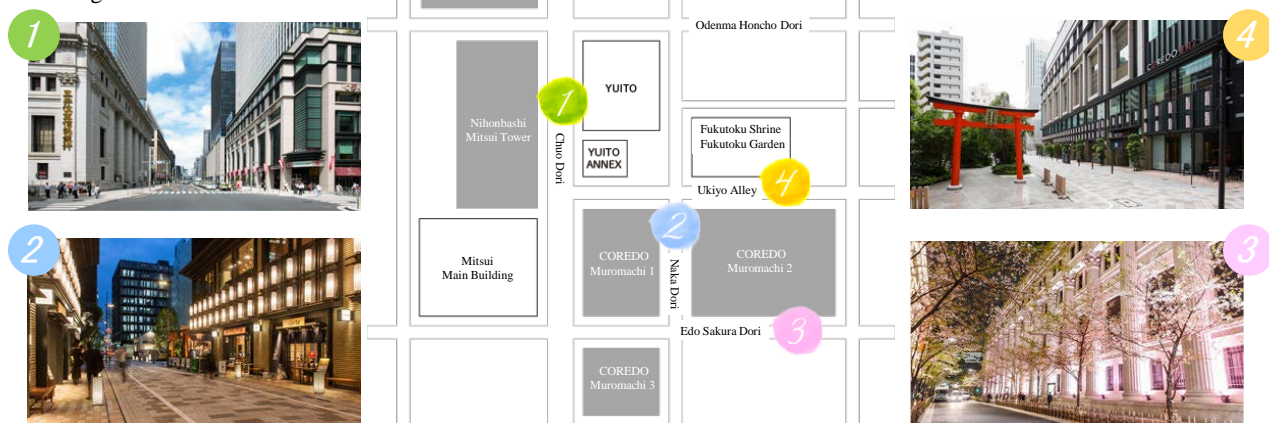 1
2
Odenma Honcho Dori
Nihonbashi
Mitsui Tower
1
Chuo Dori
YUITO
YUITO
ANNEX
Fukutoku Shrine
Fukutoku Garden
Ukiyo Alley
4
Mitsui
Main Building
COREDO
Muromachi 1
2
Naka Dori
COREDO
Muromachi 2
Edo Sakura Dori
3
COREDO
Muromachi 3
4
3